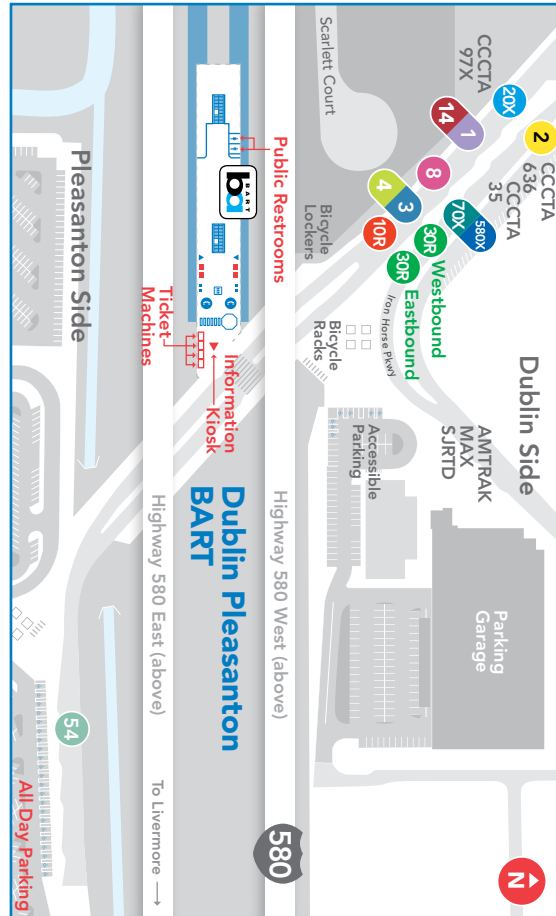 Scarlett Court
CCCTA
97X
20X
2
CCCTA
636
CCCTA
35
14
1
8
4
3
10R
70X
580X
30R
Westbound
30R
Eastbound
Iron Horse Pkwy
Dublin Side
AMTRAK
MAX
SJRTD
Bicycle
Lockers
Bicycle
Racks
Accessible
Parking
Parking
Garage
N
Public Restrooms
BART
ba
Ticket
Machines
Information
Kiosk
Dublin Pleasanton
BART
Highway 580 West (above)
580
Highway 580 East (above)
To Livermore →
Pleasanton Side
54
All Day Parking